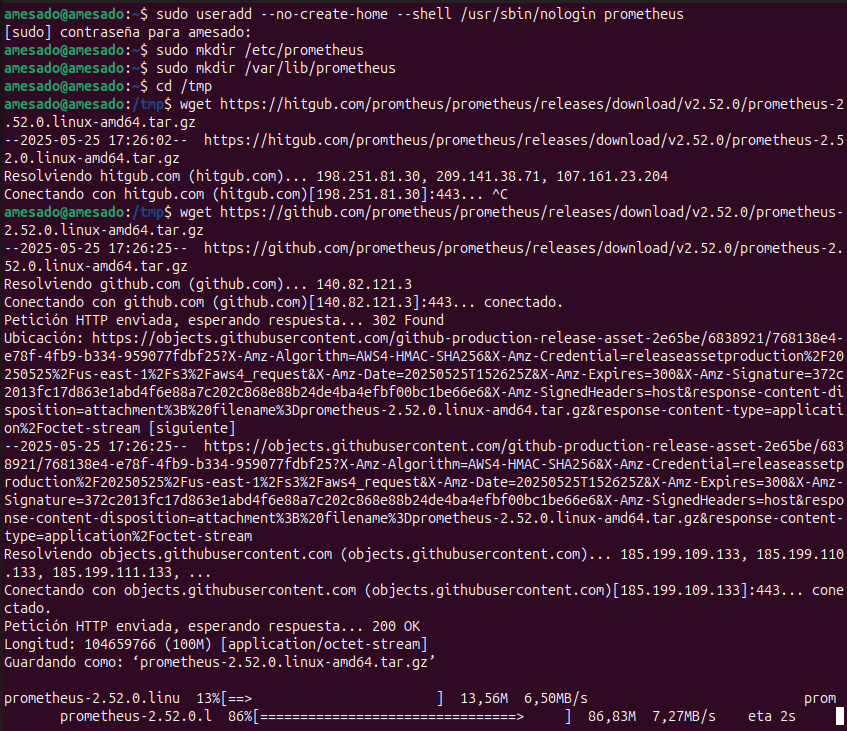 amesado@amesado:~$ sudo useradd --no-create-home --shell /usr/sbin/nologin prometheus
[sudo] contraseña para amesado:
amesado@amesado:~$ sudo mkdir /etc/prometheus
amesado@amesado:~$ sudo mkdir /var/lib/prometheus
amesado@amesado:~$ cd /tmp
amesado@amesado:/tmp$ wget https://hitgub.com/promtheus/prometheus/releases/download/v2.52.0/prometheus-2
.52.0.linux-amd64.tar.gz
--2025-05-25 17:26:02--  https://hitgub.com/promtheus/prometheus/releases/download/v2.52.0/prometheus-2.5
2.0.linux-amd64.tar.gz
Resolviendo hitgub.com (hitgub.com)... 198.251.81.30, 209.141.38.71, 107.161.23.204
Conectando con hitgub.com (hitgub.com)[198.251.81.30]:443... ^C
amesado@amesado:/tmp$ wget https://github.com/prometheus/prometheus/releases/download/v2.52.0/prometheus-
2.52.0.linux-amd64.tar.gz
--2025-05-25 17:26:25--  https://github.com/prometheus/prometheus/releases/download/v2.52.0/prometheus-2.
52.0.linux-amd64.tar.gz
Resolviendo github.com (github.com)... 140.82.121.3
Conectando con github.com (github.com)[140.82.121.3]:443... conectado.
Petición HTTP enviada, esperando respuesta... 302 Found
Ubicación: https://objects.githubusercontent.com/github-production-release-asset-2e65be/6838921/768138e4-
e78f-4fb9-b334-959077fdbf25?X-Amz-Algorithm=AWS4-HMAC-SHA256&X-Amz-Credential=releaseassetproduction%2F20
250525%2Fus-east-1%2Fs3%2Faws4_request&X-Amz-Date=20250525T152625Z&X-Amz-Expires=300&X-Amz-Signature=372c
2013fc17d863e1abd4f6e88a7c202c868e88b24de4ba4efbf00bc1be66e6&X-Amz-SignedHeaders=host&response-content-di
sposition=attachment%3B%20filename%3Dprometheus-2.52.0.linux-amd64.tar.gz&response-content-type=applicati
on%2Foctet-stream [siguiente]
--2025-05-25 17:26:25--  https://objects.githubusercontent.com/github-production-release-asset-2e65be/683
8921/768138e4-e78f-4fb9-b334-959077fdbf25?X-Amz-Algorithm=AWS4-HMAC-SHA256&X-Amz-Credential=releaseassetp
roduction%2F20250525%2Fus-east-1%2Fs3%2Faws4_request&X-Amz-Date=20250525T152625Z&X-Amz-Expires=300&X-Amz-
Signature=372c2013fc17d863e1abd4f6e88a7c202c868e88b24de4ba4efbf00bc1be66e6&X-Amz-SignedHeaders=host&respo
nse-content-disposition=attachment%3B%20filename%3Dprometheus-2.52.0.linux-amd64.tar.gz&response-content-
type=application%2Foctet-stream
Resolviendo objects.githubusercontent.com (objects.githubusercontent.com)... 185.199.109.133, 185.199.110
.133, 185.199.111.133, ...
Conectando con objects.githubusercontent.com (objects.githubusercontent.com)[185.199.109.133]:443... cone
ctado.
Petición HTTP enviada, esperando respuesta... 200 OK
Longitud: 104659766 (100M) [application/octet-stream]
Guardando como: ‘prometheus-2.52.0.linux-amd64.tar.gz’
prometheus-2.52.0.linu  13%[==>                       ]  13,56M  6,50MB/s                           prom
prometheus-2.52.0.l  86%[================================>     ]  86,83M  7,27MB/s    eta 2s